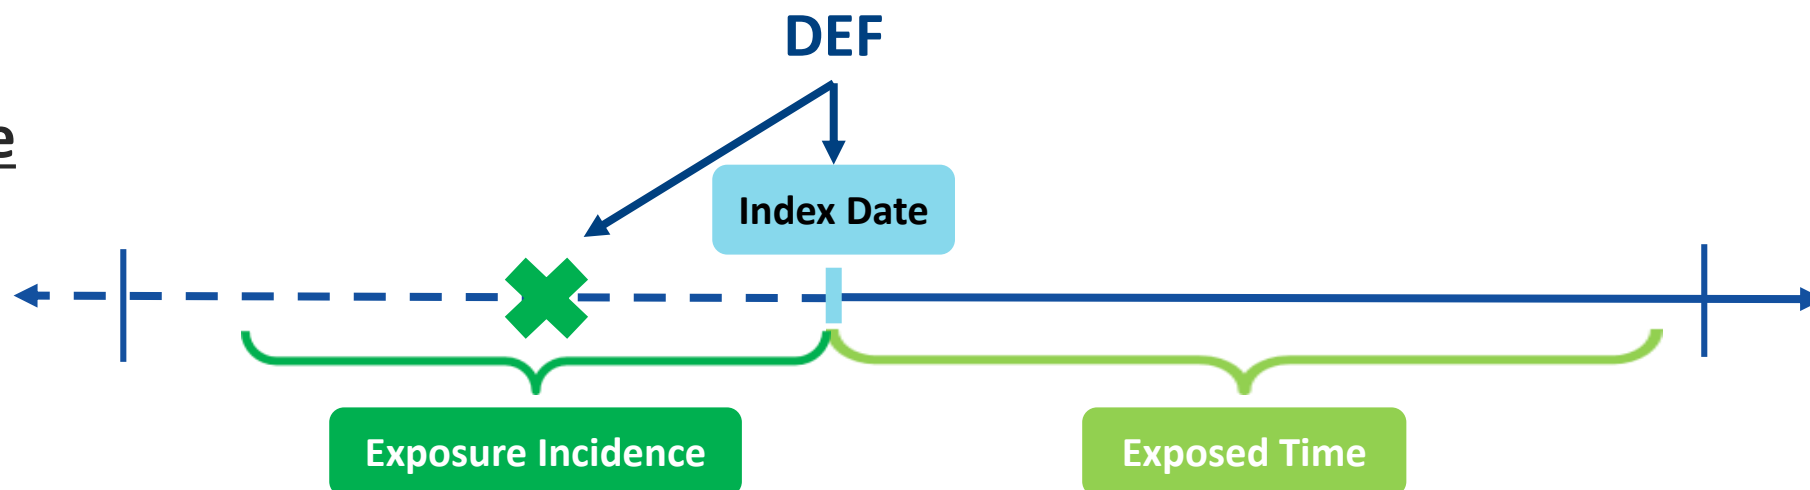 DEF
e
Index Date
Exposure Incidence
Exposed Time